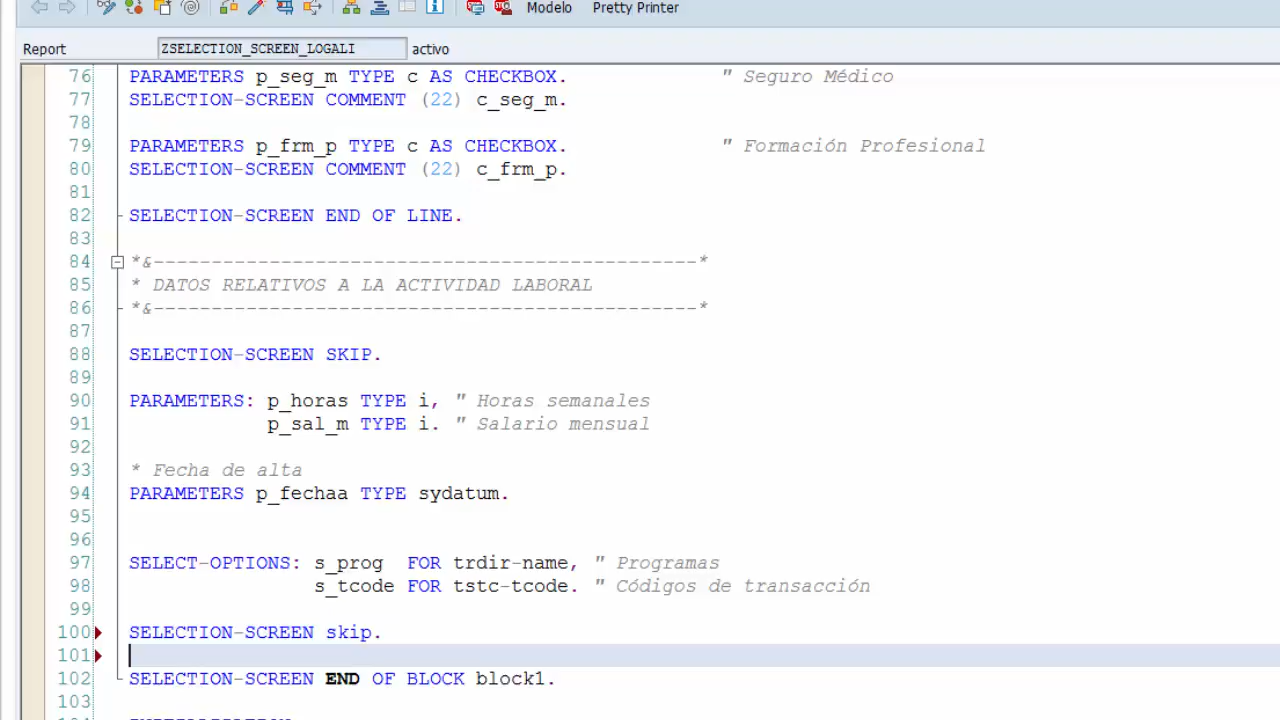 Modelo Pretty Printer
Report ZSELECTION_SCREEN_LOGALI activo
76 PARAMETERS p_seg_m TYPE c AS CHECKBOX. " Seguro Médico
77 SELECTION-SCREEN COMMENT (22) c_seg_m.
78
79 PARAMETERS p_frm_p TYPE c AS CHECKBOX. " Formación Profesional
80 SELECTION-SCREEN COMMENT (22) c_frm_p.
81
82 SELECTION-SCREEN END OF LINE.
83
84 *&-----------------------------------------------*
85 * DATOS RELATIVOS A LA ACTIVIDAD LABORAL
86 *&-----------------------------------------------*
87
88 SELECTION-SCREEN SKIP.
89
90 PARAMETERS: p_horas TYPE i, " Horas semanales
91 p_sal_m TYPE i. " Salario mensual
92
93 * Fecha de alta
94 PARAMETERS p_fechaa TYPE sydatum.
95
96
97 SELECT-OPTIONS: s_prog FOR trdir-name, " Programas
98 s_tcode FOR tstc-tcode. " Códigos de transacción
99
100 SELECTION-SCREEN skip.
101
102 SELECTION-SCREEN END OF BLOCK block1.
103